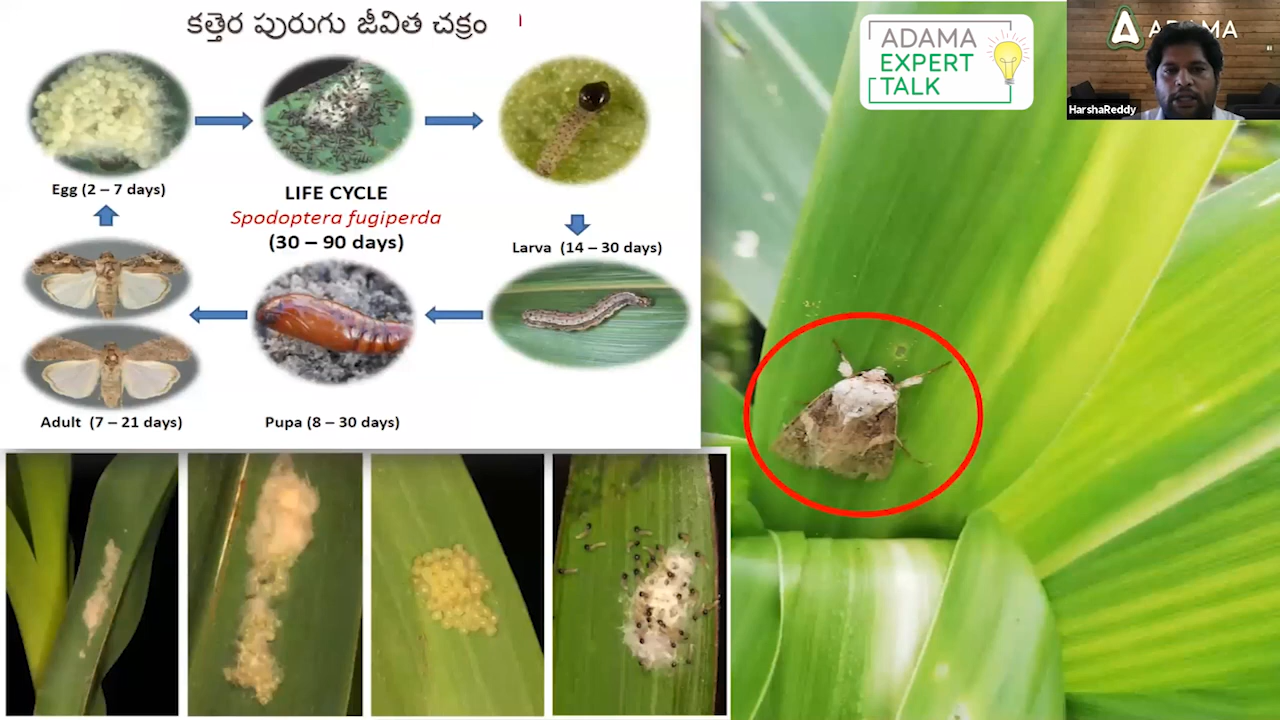 కత్తెర పురుగు జీవిత చక్రం
Egg (2 – 7 days)
LIFE CYCLE
Spodoptera fugiperda
(30 – 90 days)
Larva (14 – 30 days)
Adult (7 – 21 days)
Pupa (8 – 30 days)
ADAMA
EXPERT
TALK
ADAMA
HarshaReddy